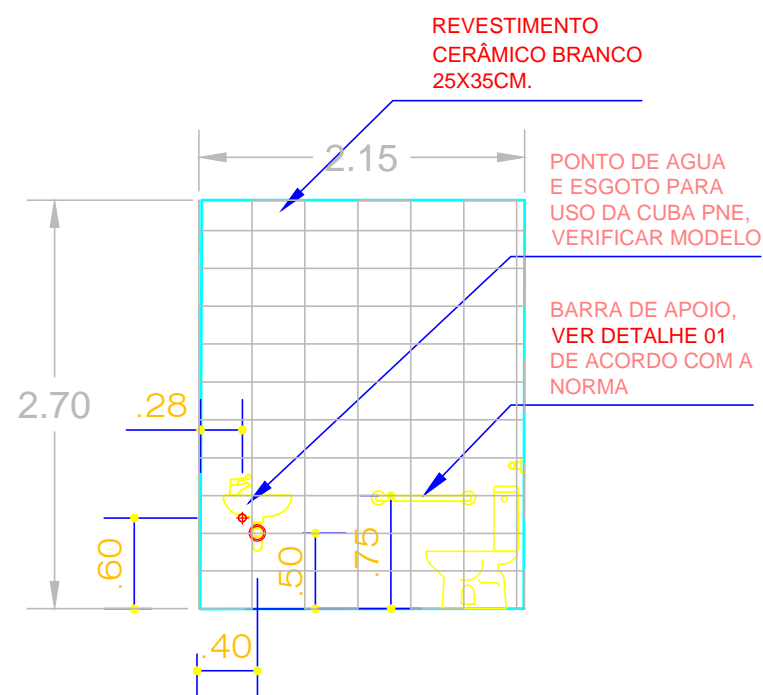 REVESTIMENTO
CERÂMICO BRANCO
25X35CM.
2.15
PONTO DE AGUA
E ESGOTO PARA
USO DA CUBA PNE,
VERIFICAR MODELO
BARRA DE APOIO,
VER DETALHE 01
DE ACORDO COM A
NORMA
2.70
.28
.60
.50
.75
.40